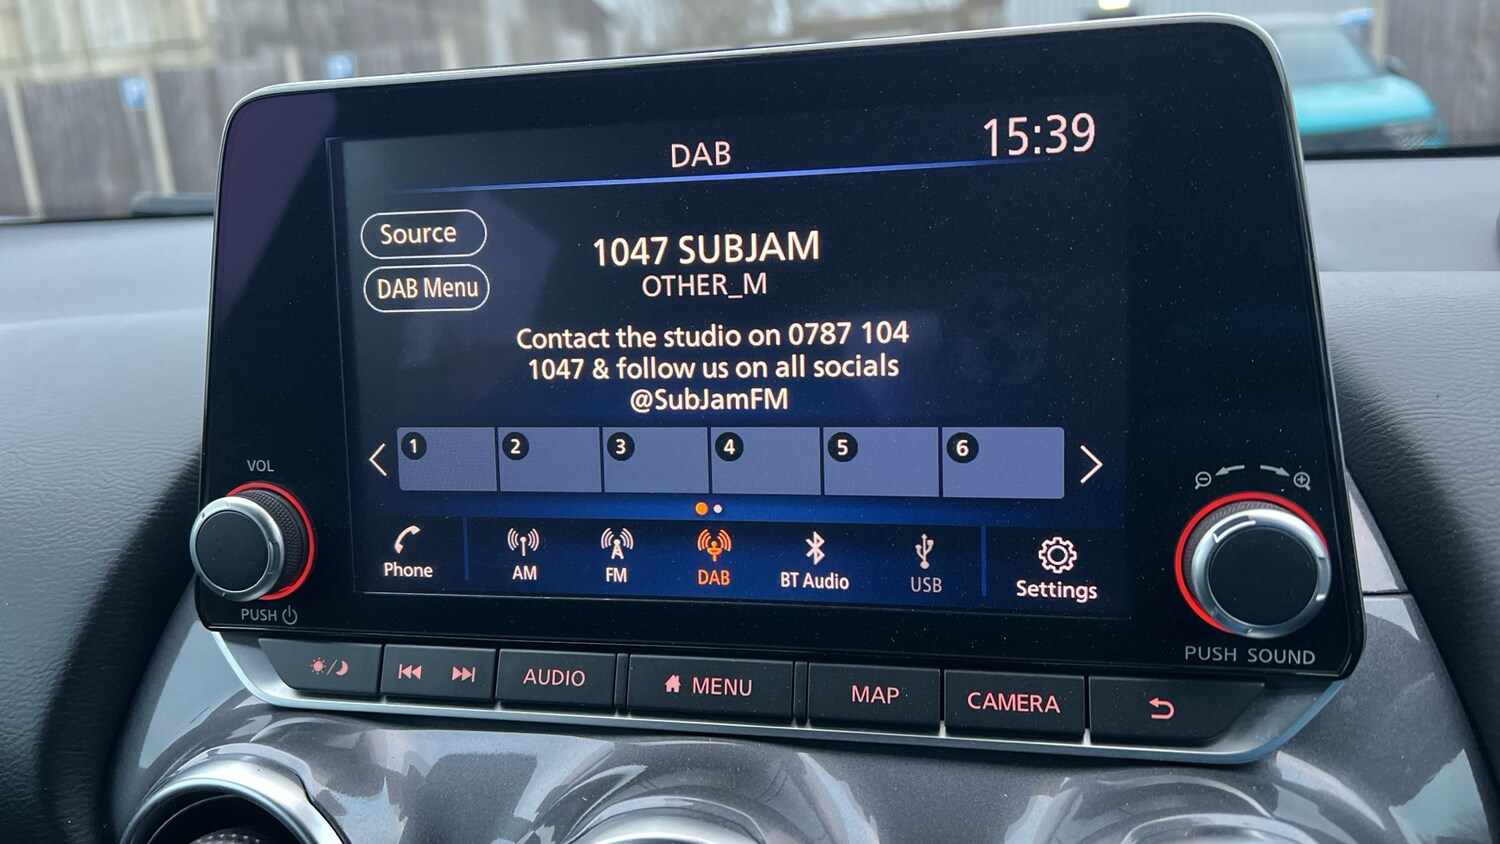 DAB
15:39
Source
1047 SUBJAM
OTHER_M
DAB Menu
Contact the studio on 0787 104
1047 & follow us on all socials
@SubJamFM
1 2 3 4 5 6
VOL
Phone
AM
FM
DAB
BT Audio
USB
Settings
PUSH
PUSH SOUND
AUDIO
MENU
MAP
CAMERA